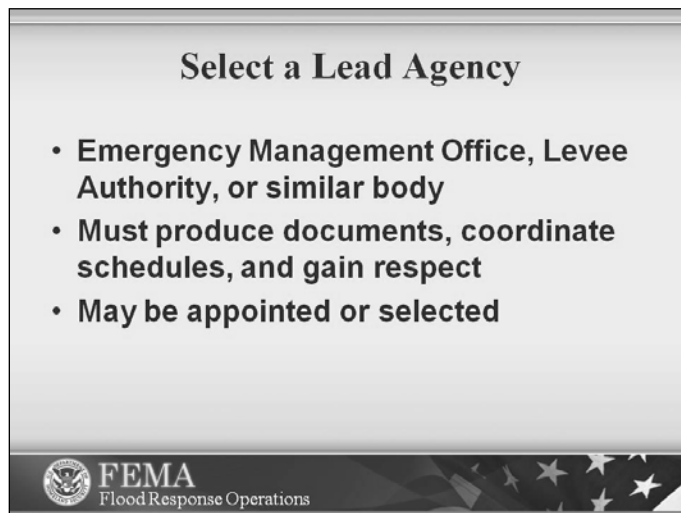 Select a Lead Agency
• Emergency Management Office, Levee
Authority, or similar body
• Must produce documents, coordinate
schedules, and gain respect
• May be appointed or selected
FEMA
Flood Response Operations